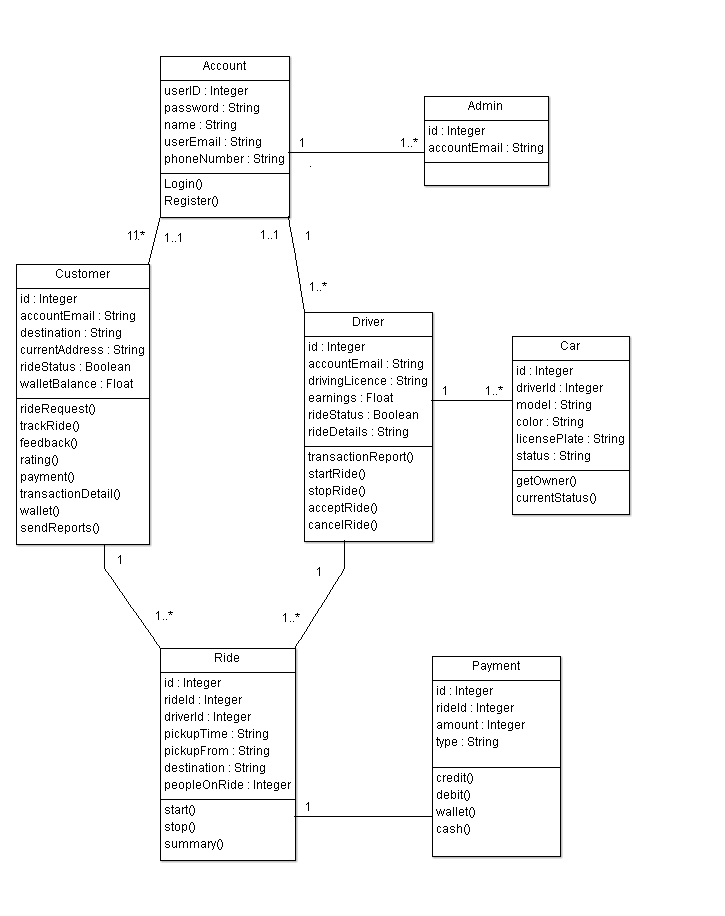 Account
userID : Integer
password : String
name : String
userEmail : String
phoneNumber : String
Login()
Register()
Admin
id : Integer
accountEmail : String
1
1..*
1..1
1..1
1
1..*
Customer
id : Integer
accountEmail : String
destination : String
currentAddress : String
rideStatus : Boolean
walletBalance : Float
rideRequest()
trackRide()
feedback()
rating()
payment()
transactionDetail()
wallet()
sendReports()
Driver
id : Integer
accountEmail : String
drivingLicence : String
earnings : Float
rideStatus : Boolean
rideDetails : String
transactionReport()
startRide()
stopRide()
acceptRide()
cancelRide()
1
1..*
Car
id : Integer
driverId : Integer
model : String
color : String
licensePlate : String
status : String
getOwner()
currentStatus()
1
1..*
1
1..*
Ride
id : Integer
rideId : Integer
driverId : Integer
pickupTime : String
pickupFrom : String
destination : String
peopleOnRide : Integer
start()
stop()
summary()
1
Payment
id : Integer
rideId : Integer
amount : Integer
type : String
credit()
debit()
wallet()
cash()